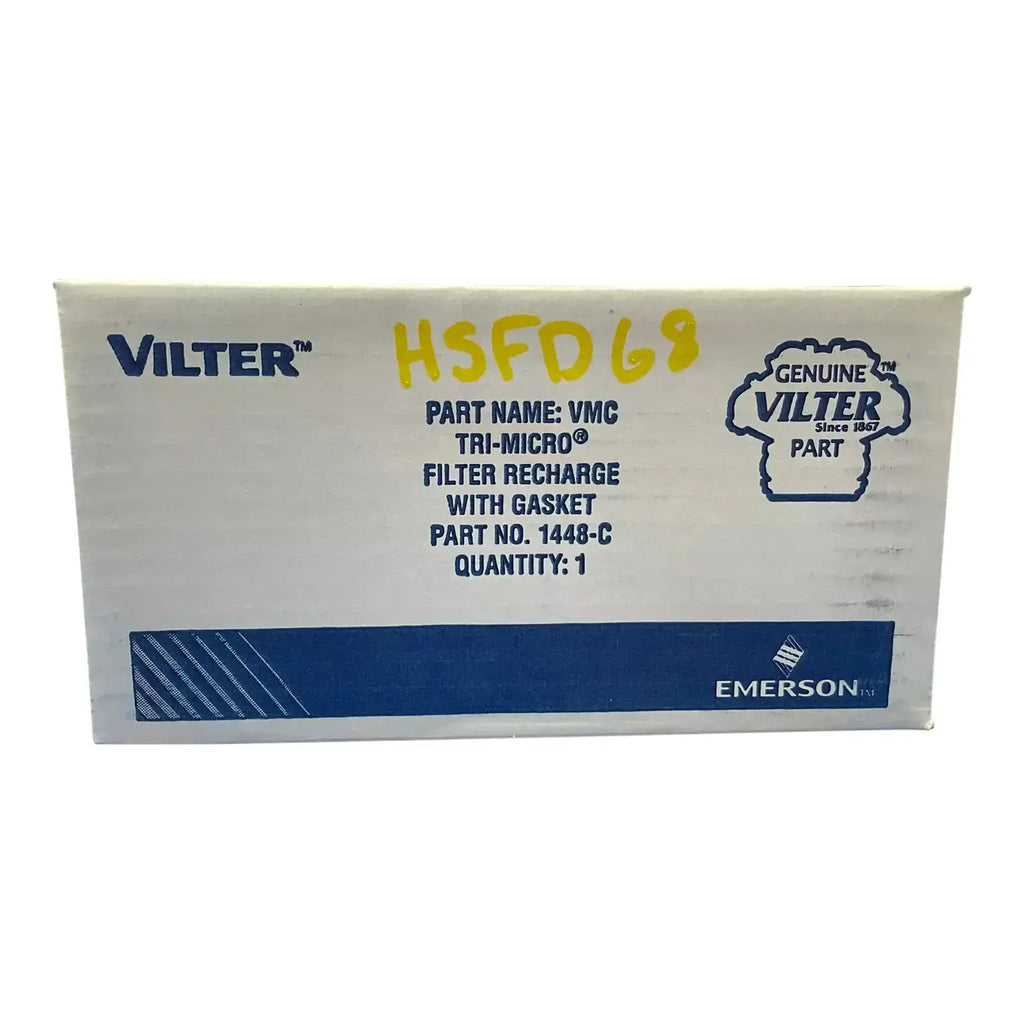 VILTER™
HSFD68
PART NAME: VMC
TRI-MICRO®
FILTER RECHARGE
WITH GASKET
PART NO. 1448-C
QUANTITY: 1
GENUINE™
VILTER
Since 1867
PART
EMERSON™